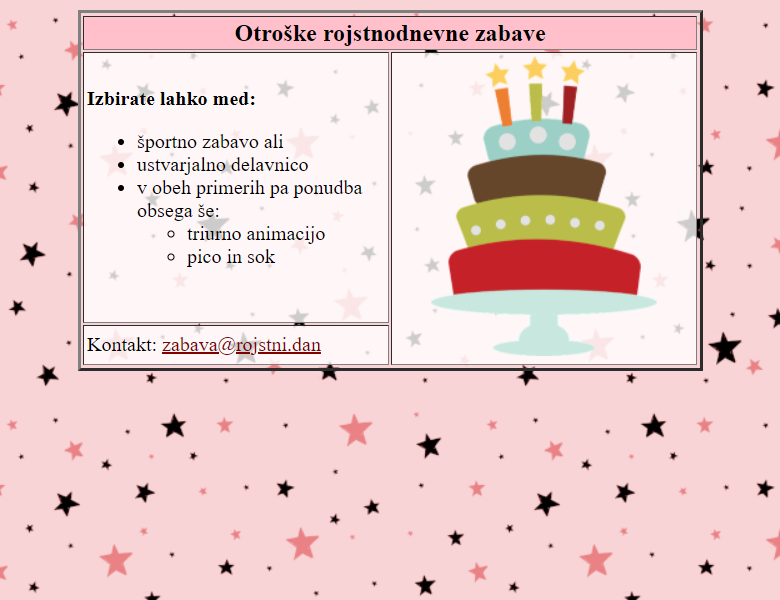 Otroške rojstnodnevne zabave
Izbirate lahko med:
športno zabavo ali
ustvarjalno delavnico
v obeh primerih pa ponudba
obsega še:
triurno animacijo
pico in sok
Kontakt: zabava@rojstni.dan